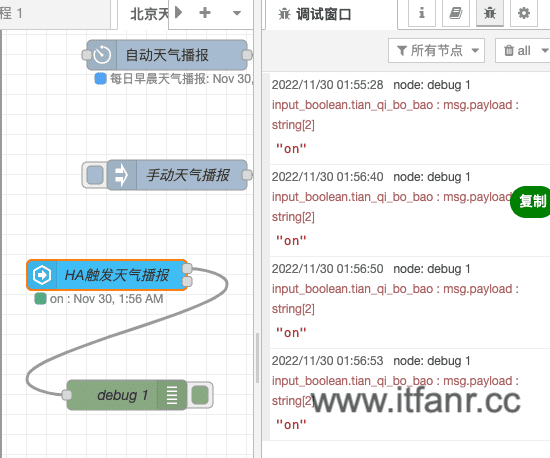 程 1
北京天
自动天气播报
每日早晨天气播报: Nov 30,
手动天气播报
HA触发天气播报
on : Nov 30, 1:56 AM
debug 1
调试窗口
i
所有节点
all
2022/11/30 01:55:28 node: debug 1
input_boolean.tian_qi_bo_bao : msg.payload :
string[2]
"on"
2022/11/30 01:56:40 node: debug 1
input_boolean.tian_qi_bo_bao : msg.payload :
string[2]
"on"
复制
2022/11/30 01:56:50 node: debug 1
input_boolean.tian_qi_bo_bao : msg.payload :
string[2]
"on"
2022/11/30 01:56:53 node: debug 1
input_boolean.tian_qi_bo_bao : msg.payload :
string[2]
"on"
www.itfanr.cc